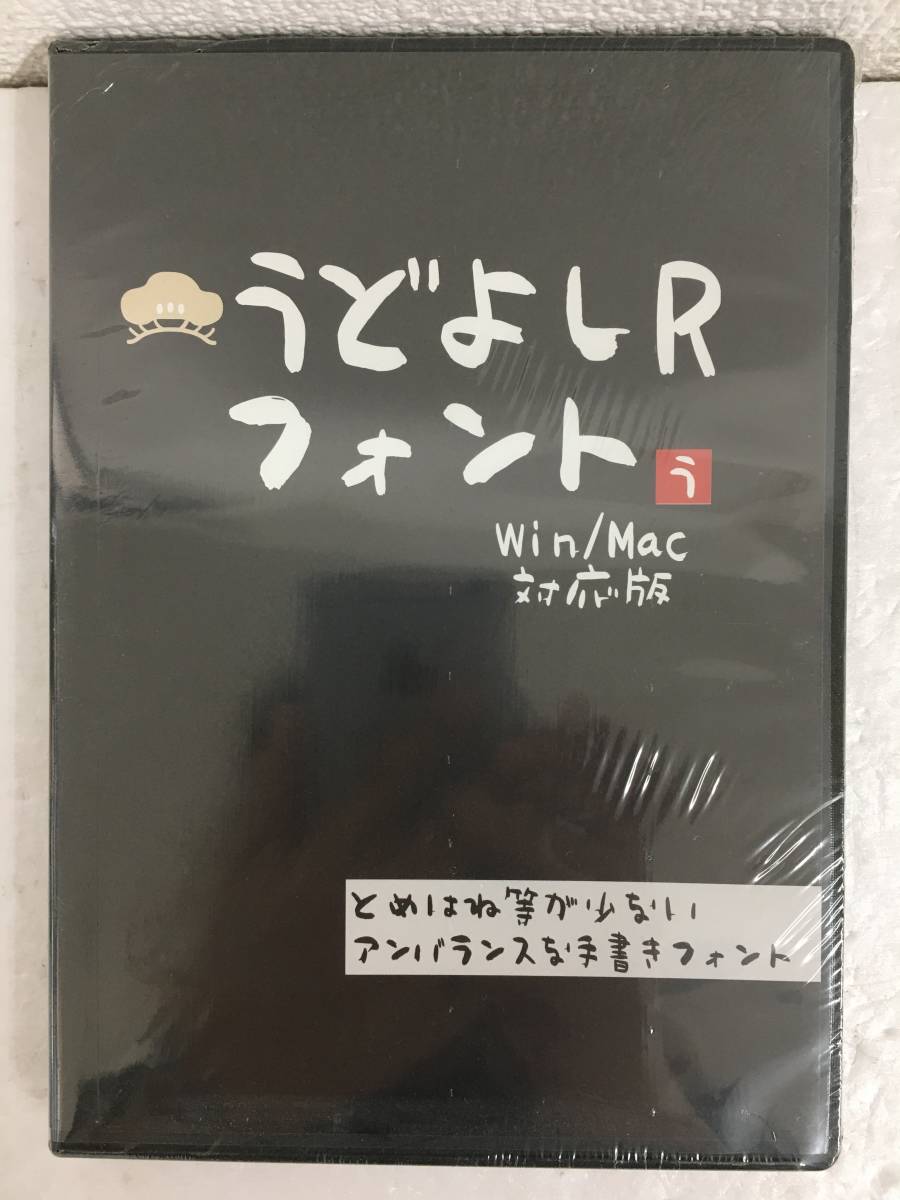 うどよしR
フォント
う
Win/Mac
対応版
とめはね等が少ない
アンバランスな手書きフォント